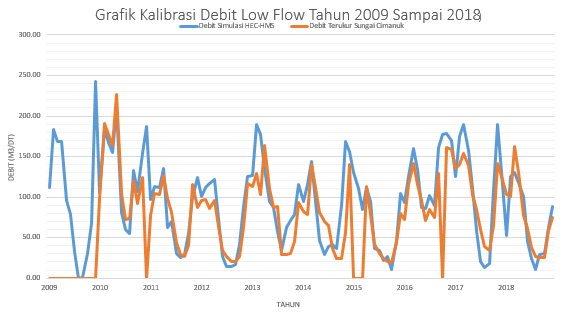 Grafik Kalibrasi Debit Low Flow Tahun 2009 Sampai 2018
Debit Simulasi HEC-HMS Debit Terukur Sungai Cimanuk
300.00
250.00
200.00
150.00
100.00
50.00
0.00
DEBIT (M3/DT)
2009 2010 2011 2012 2013 2014 2015 2016 2017 2018
TAHUN